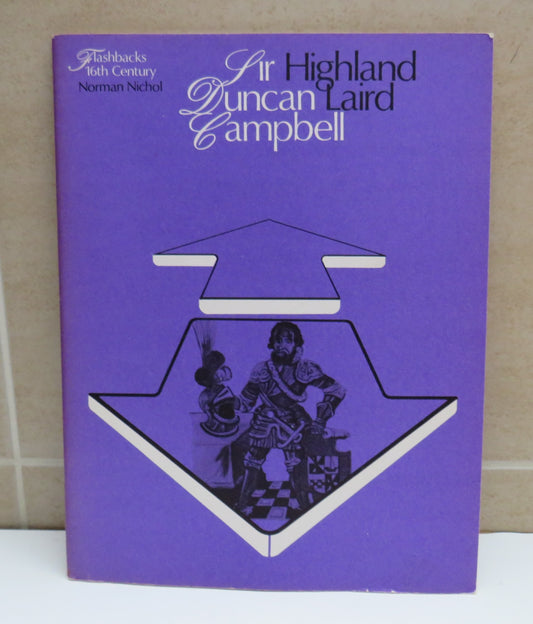 Flashbacks
16th Century
Norman Nichol
Sir Highland
Duncan Laird
Campbell